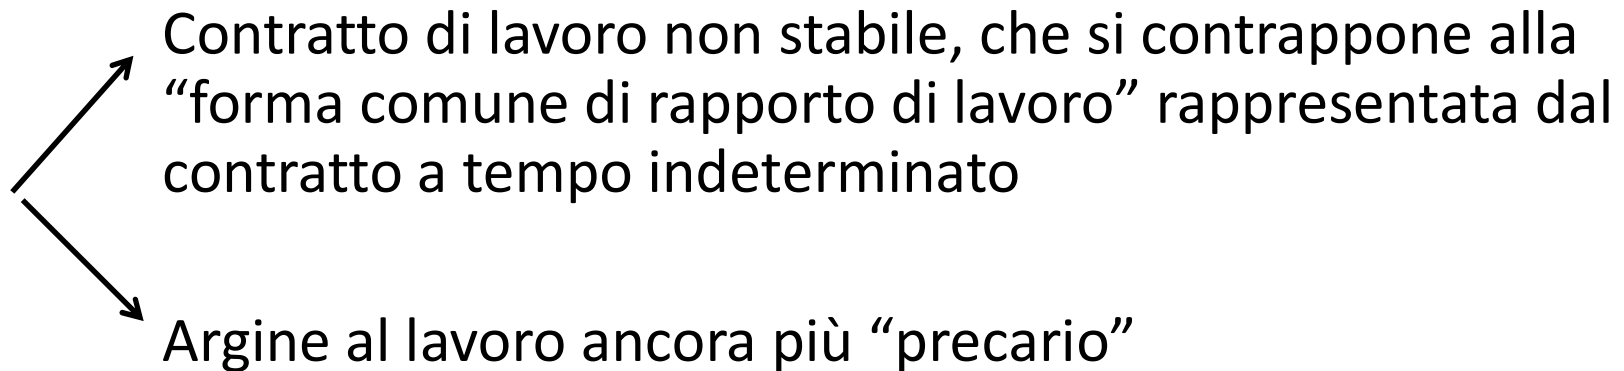 Contratto di lavoro non stabile, che si contrappone alla
“forma comune di rapporto di lavoro” rappresentata dal
contratto a tempo indeterminato
Argine al lavoro ancora più “precario”